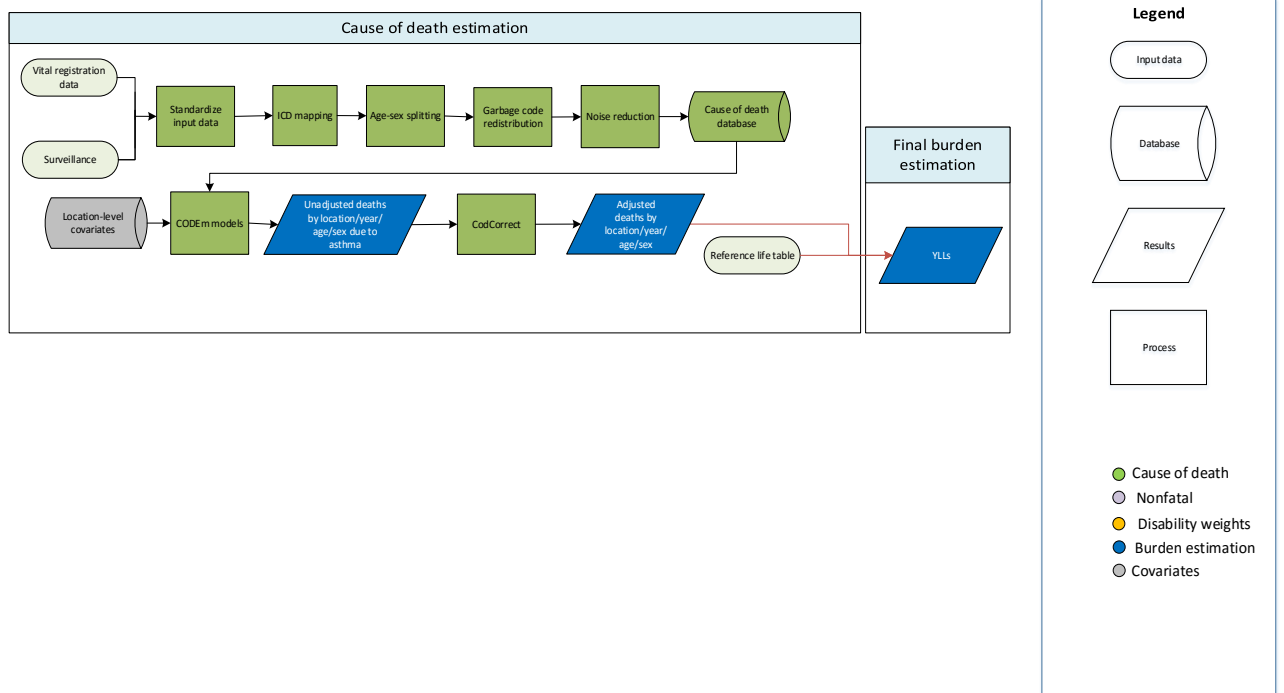 Cause of death estimation
Vital registration
data
Surveillance
Standardize
input data
ICD mapping
Age-sex splitting
Garbage code
redistribution
Noise reduction
Cause of death
database
Location-level
covariates
CODEm models
Unadjusted deaths
by location/year/
age/sex due to
asthma
CodCorrect
Adjusted
deaths by
location/year/
age/sex
Reference life table
Final burden
estimation
YLLs
Legend
Input data
Database
Results
Process
Cause of death
Nonfatal
Disability weights
Burden estimation
Covariates